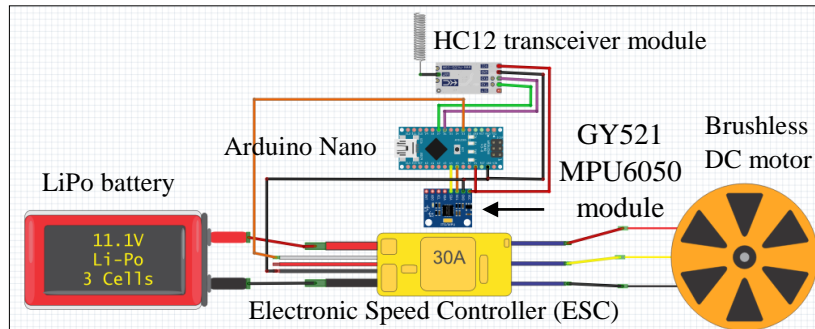 HC12 transceiver module
Arduino Nano
GY521
MPU6050
module
Brushless
DC motor
LiPo battery
11.1V
Li-Po
3 Cells
30A
Electronic Speed Controller (ESC)